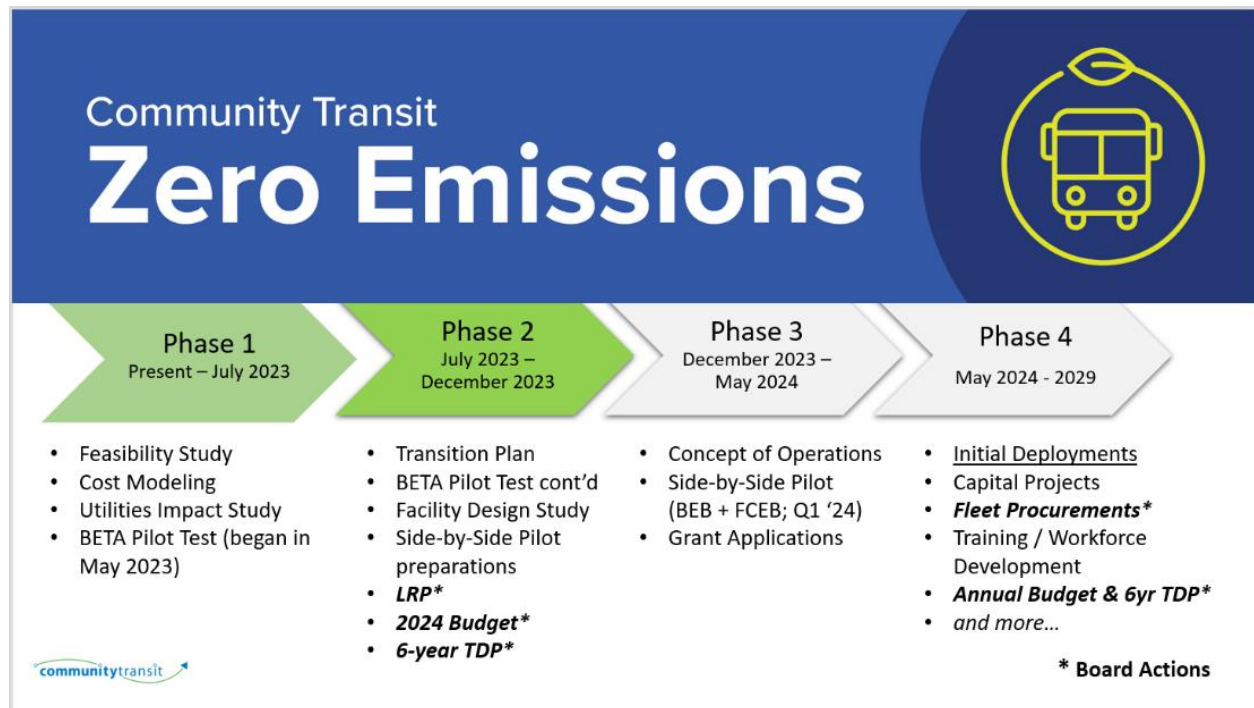 Community Transit
Zero Emissions
Phase 1
Present – July 2023
• Feasibility Study
• Cost Modeling
• Utilities Impact Study
• BETA Pilot Test (began in
May 2023)
Phase 2
July 2023 –
December 2023
• Transition Plan
• BETA Pilot Test cont’d
• Facility Design Study
• Side-by-Side Pilot
preparations
• LRP*
• 2024 Budget*
• 6-year TDP*
Phase 3
December 2023 –
May 2024
• Concept of Operations
• Side-by-Side Pilot
(BEB + FCEB; Q1 ‘24)
• Grant Applications
Phase 4
May 2024 - 2029
• Initial Deployments
• Capital Projects
• Fleet Procurements*
• Training / Workforce
Development
• Annual Budget & 6yr TDP*
• and more…
communitytransit
* Board Actions